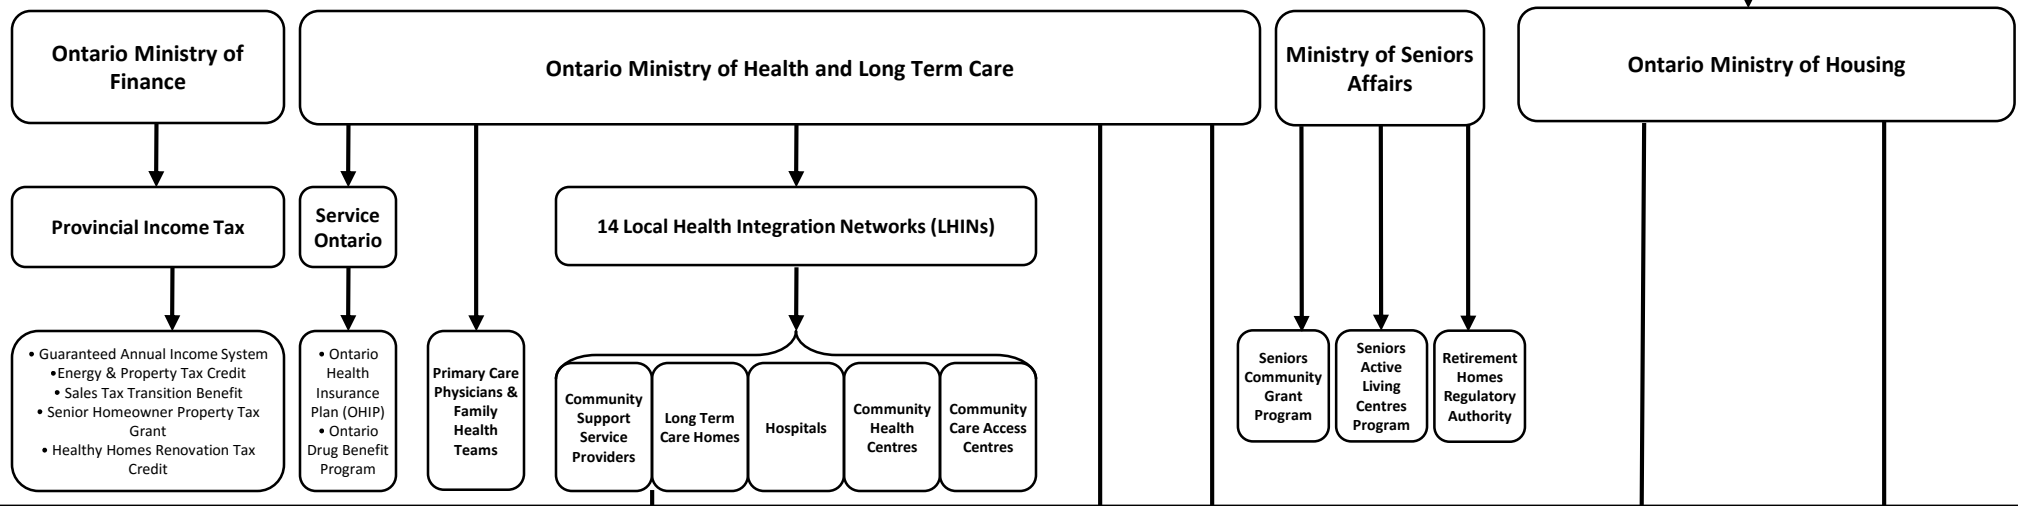 Ontario Ministry of
Finance
Ontario Ministry of Health and Long Term Care
Ministry of Seniors
Affairs
Ontario Ministry of Housing
Provincial Income Tax
Service
Ontario
14 Local Health Integration Networks (LHINs)
• Guaranteed Annual Income System
•Energy & Property Tax Credit
• Sales Tax Transition Benefit
• Senior Homeowner Property Tax
Grant
• Healthy Homes Renovation Tax
Credit
• Ontario
Health
Insurance
Plan (OHIP)
• Ontario
Drug Benefit
Program
Primary Care
Physicians &
Family
Health
Teams
Community
Support
Service
Providers
Long Term
Care Homes
Hospitals
Community
Health
Centres
Community
Care Access
Centres
Seniors
Community
Grant
Program
Seniors
Active
Living
Centres
Program
Retirement
Homes
Regulatory
Authority